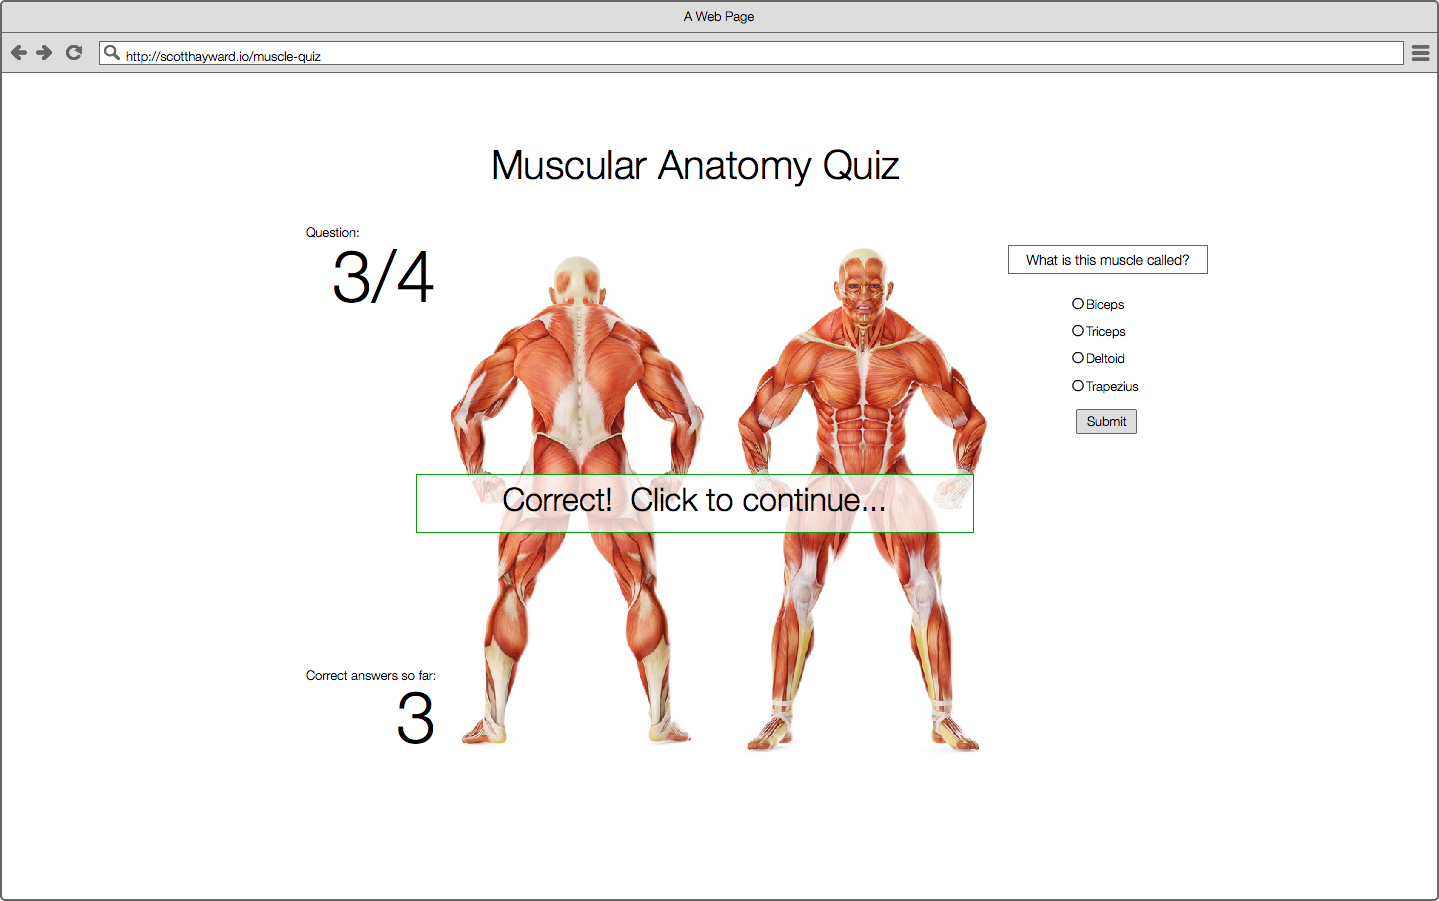 A Web Page
http://scotthayward.io/muscle-quiz
Muscular Anatomy Quiz
Question:
3/4
What is this muscle called?
Biceps
Triceps
Deltoid
Trapezius
Submit
Correct! Click to continue...
Correct answers so far:
3